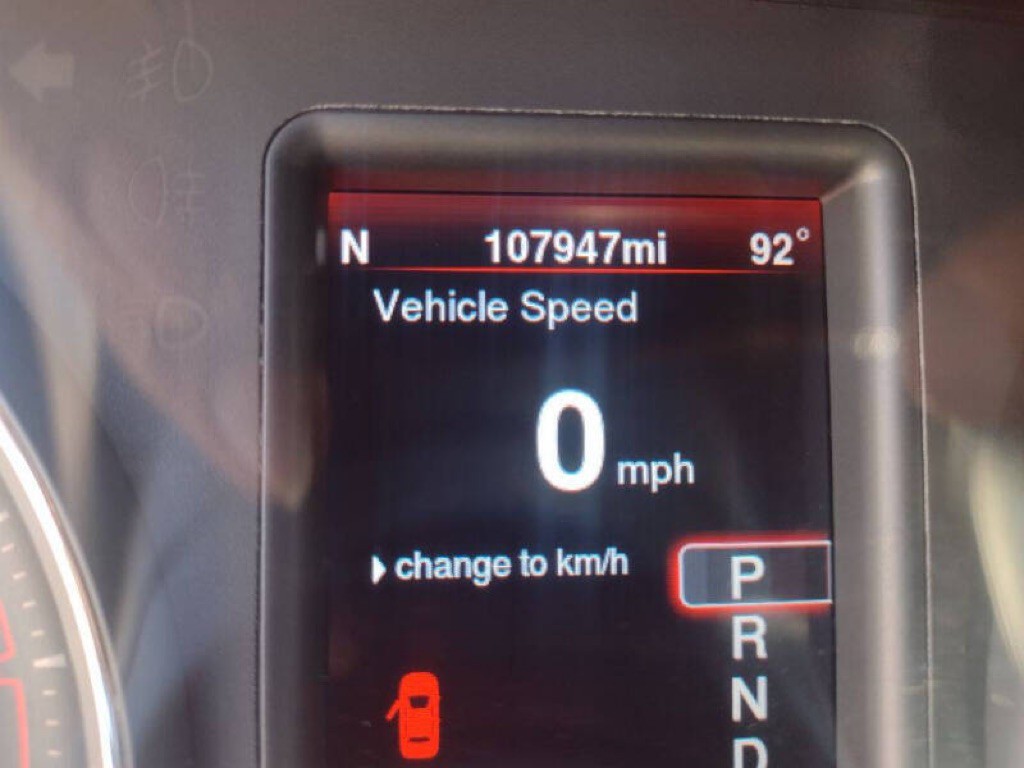 N 107947mi 92°
Vehicle Speed
0 mph
change to km/h
P
R
N
D